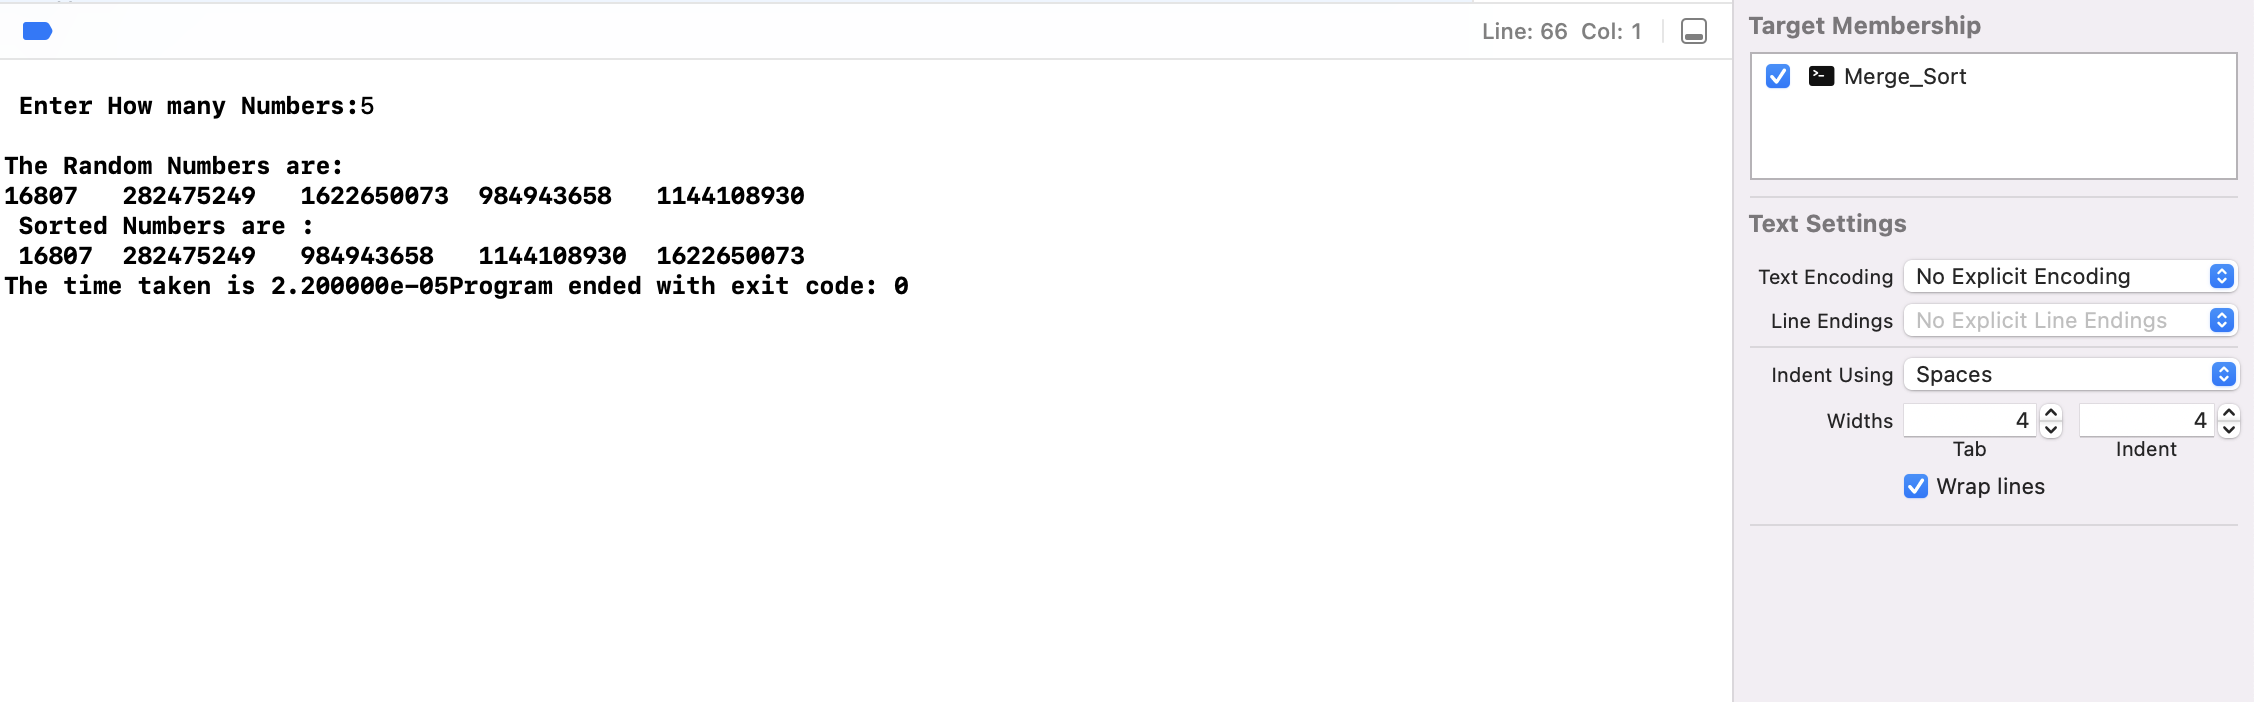 Line: 66  Col: 1
Enter How many Numbers:5
The Random Numbers are:
16807   282475249   1622650073  984943658   1144108930
Sorted Numbers are :
16807  282475249   984943658   1144108930  1622650073
The time taken is 2.200000e-05Program ended with exit code: 0
Target Membership
Merge_Sort
Text Settings
Text Encoding No Explicit Encoding
Line Endings No Explicit Line Endings
Indent Using Spaces
Widths 4 4
Tab Indent
Wrap lines